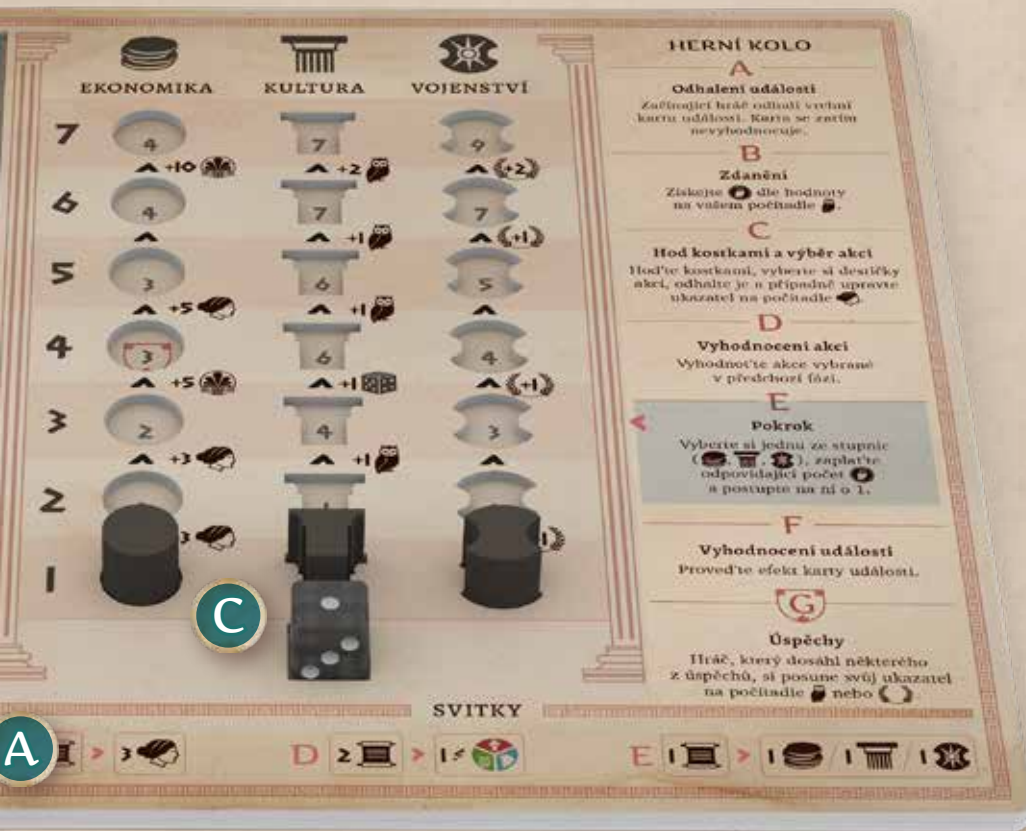 EKONOMIKA KULTURA VOJENSTVÍ
7 4 7 9
+10 +2 +2
6 4 7 7
+1 +1
5 3 6 5
+5 +1
4 3 6 4
+5 +1 +1
3 2 4 3
+3 +1
2
3
1
C
HERNÍ KOLO
A
Odhalení události
Začínající hráč odhalí vrchní
kartu události. Karta se zatím
nevyhodnocuje.
B
Zdanění
Získejte dle hodnoty
na vašem počítadle .
C
Hod kostkami a výběr akcí
Hoďte kostkami, vyberte si destičky
akcí, odhalte je a případně upravte
ukazatel na počítadle .
D
Vyhodnocení akcí
Vyhodnoťte akce vybrané
v předchozí fázi.
E
Pokrok
Vyberte si jednu ze stupnic
( , , ), zaplaťte
odpovídající počet
a postupte na ní o 1.
F
Vyhodnocení události
Proveďte efekt karty události.
G
Úspěchy
Hráč, který dosáhl některého
z úspěchů, si posune svůj ukazatel
na počítadle nebo
SVITKY
A > 3 D 2 > 1 E 1 > 1 / 1 / 1